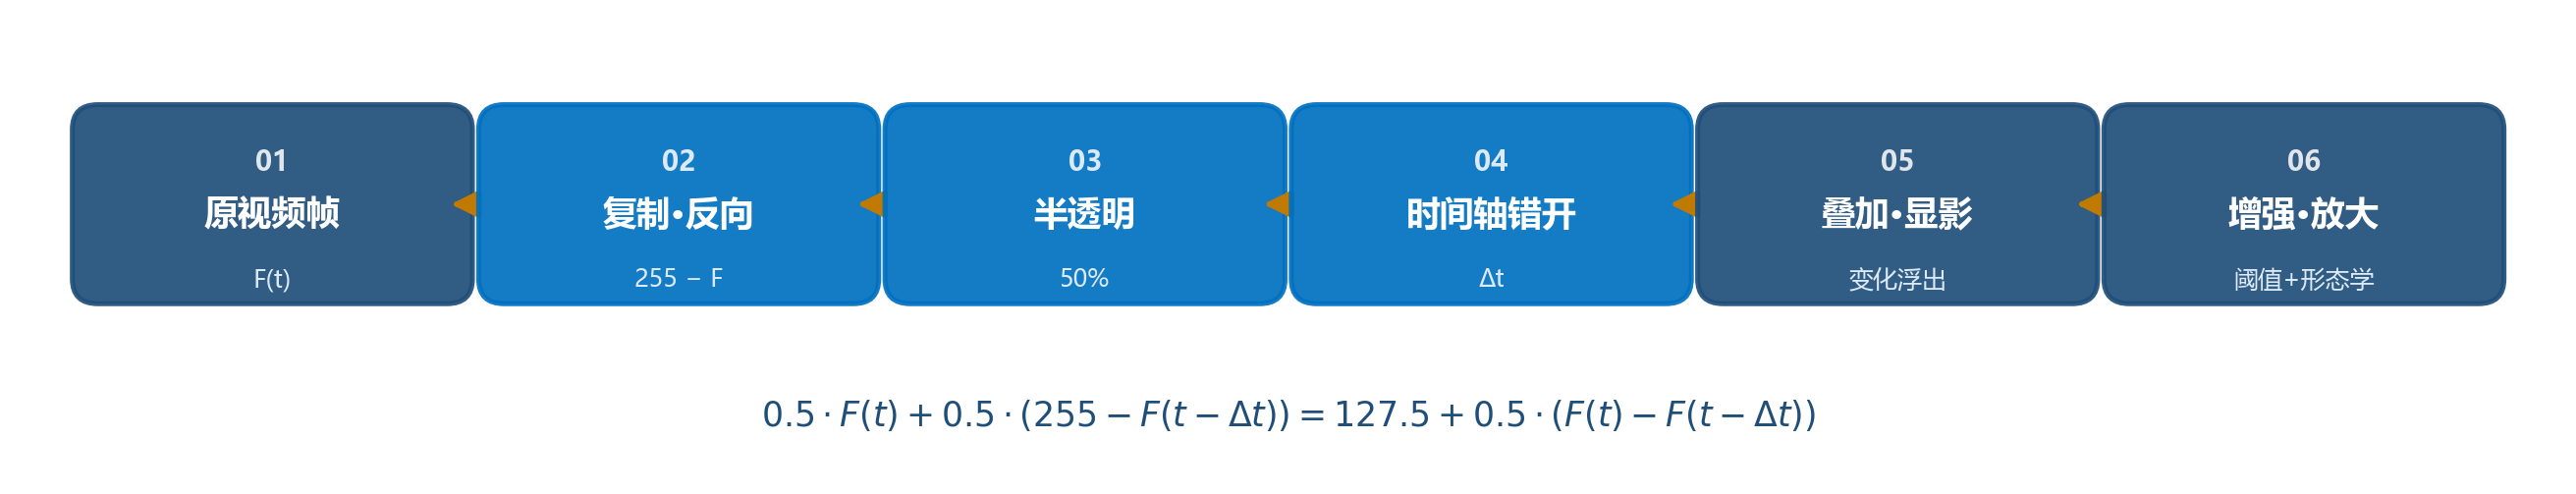 01
原视频帧
F(t)
02
复制·反向
255 − F
03
半透明
50%
04
时间轴错开
Δt
05
叠加·显影
变化浮出
06
增强·放大
阈值+形态学
0.5 · F(t) + 0.5 · (255 − F(t − Δt)) = 127.5 + 0.5 · (F(t) − F(t − Δt))